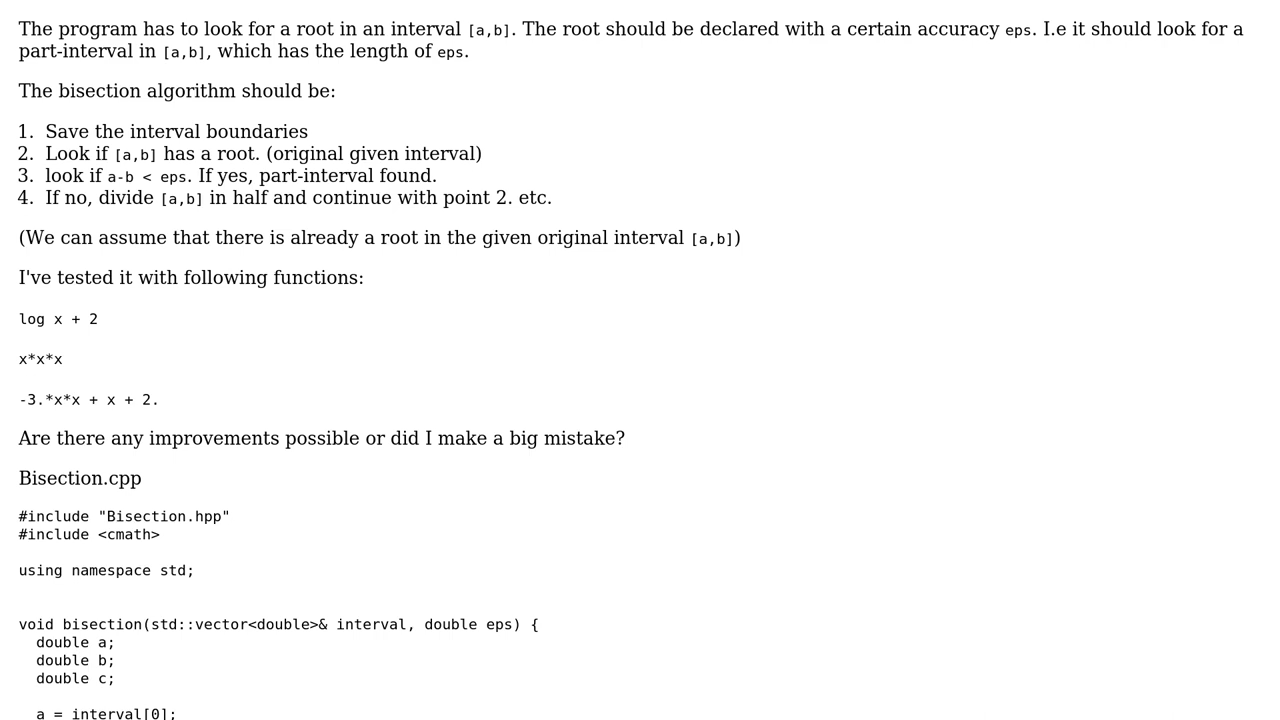 The program has to look for a root in an interval [a,b]. The root should be declared with a certain accuracy eps. I.e it should look for a
part-interval in [a,b], which has the length of eps.
The bisection algorithm should be:
1. Save the interval boundaries
2. Look if [a,b] has a root. (original given interval)
3. look if a-b < eps. If yes, part-interval found.
4. If no, divide [a,b] in half and continue with point 2. etc.
(We can assume that there is already a root in the given original interval [a,b])
I've tested it with following functions:
log x + 2
x*x*x
-3.*x*x + x + 2.
Are there any improvements possible or did I make a big mistake?
Bisection.cpp
#include "Bisection.hpp"
#include <cmath>
using namespace std;
void bisection(std::vector<double>& interval, double eps) {
  double a;
  double b;
  double c;
  a = interval[0];